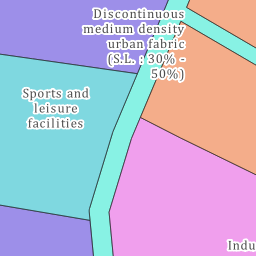 Discontinuous
medium density
urban fabric
(S.L. : 30% -
50%)
Sports and
leisure
facilities
Indu